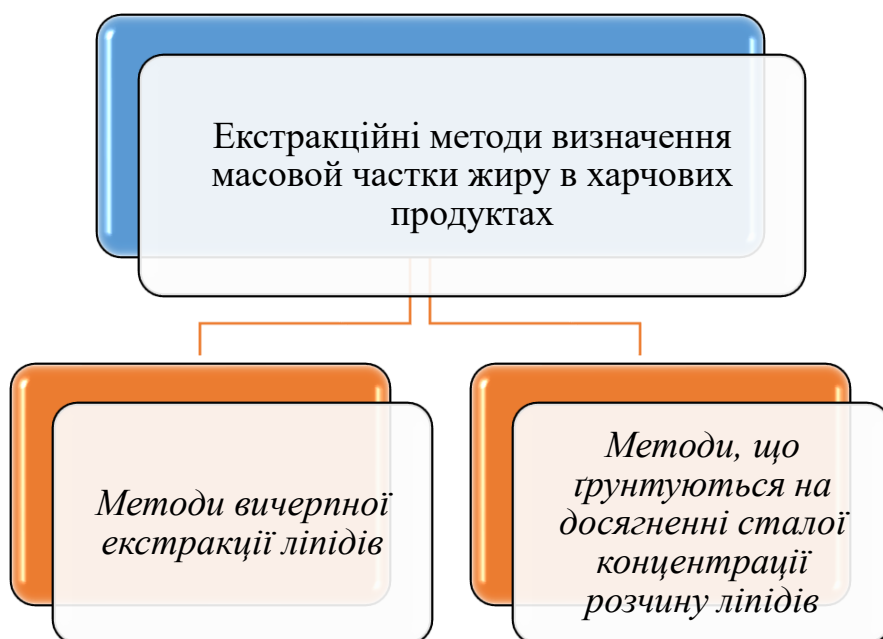 Екстракційні методи визначення
масової частки жиру в харчових
продуктах
Методи вичерпної
екстракції ліпідів
Методи, що
ґрунтуються на
досягненні сталої
концентрації
розчину ліпідів